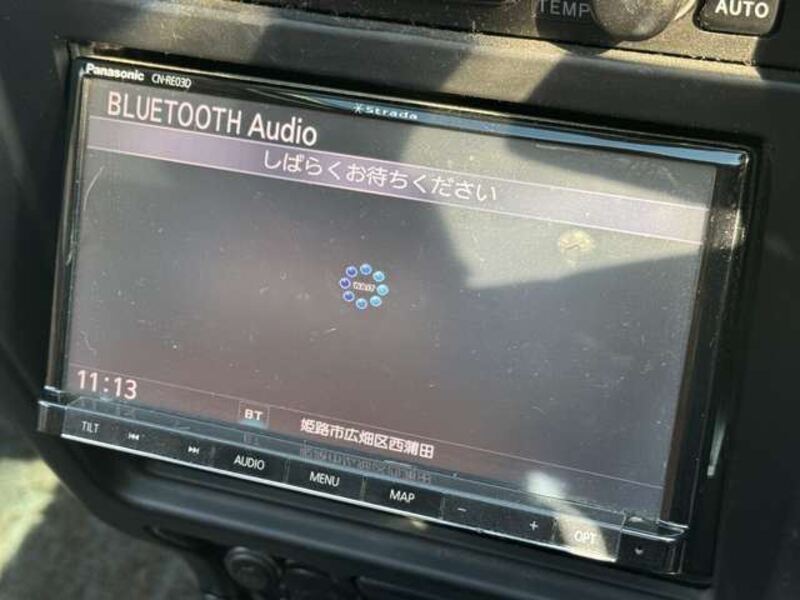 TEMP
AUTO
Panasonic CN-RE03D
Strada
BLUETOOTH Audio
しばらくお待ちください
11:13
BT
姫路市広畑区西蒲田
TILT
AUDIO
MENU
MAP
－
＋
OPT